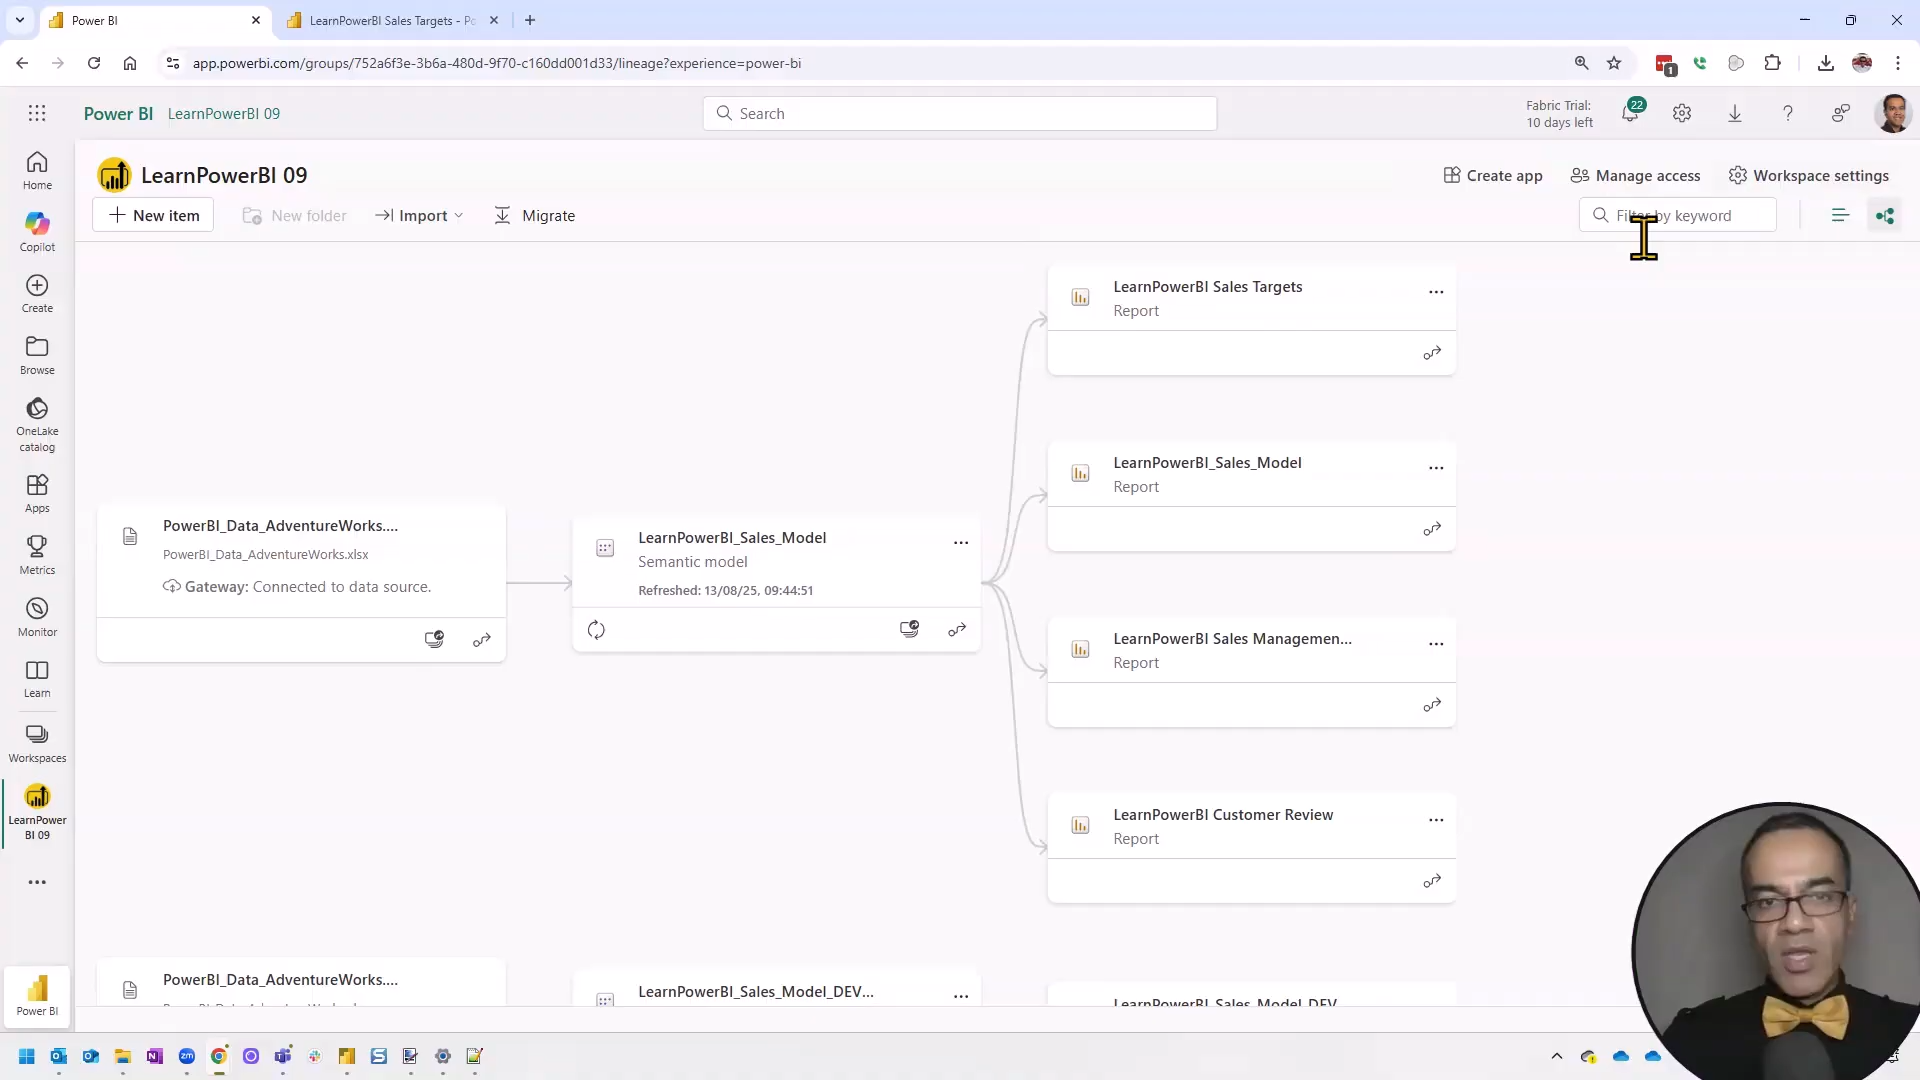 Power BI
LearnPowerBI Sales Targets - Po
app.powerbi.com/groups/752a6f3e-3b6a-480d-9f70-c160dd001d33/lineage?experience=power-bi
1
Power BI
LearnPowerBI 09
Search
Fabric Trial:
10 days left
22
Home
Copilot
Create
Browse
OneLake
catalog
Apps
Metrics
Monitor
Learn
Workspaces
LearnPower
BI 09
Power BI
LearnPowerBI 09
Create app
Manage access
Workspace settings
New item
New folder
Import
Migrate
Filter by keyword
PowerBI_Data_AdventureWorks....
PowerBI_Data_AdventureWorks.xlsx
Gateway: Connected to data source.
LearnPowerBI_Sales_Model
Semantic model
Refreshed: 13/08/25, 09:44:51
LearnPowerBI Sales Targets
Report
LearnPowerBI_Sales_Model
Report
LearnPowerBI Sales Managemen...
Report
LearnPowerBI Customer Review
Report
PowerBI_Data_AdventureWorks....
LearnPowerBI_Sales_Model_DEV...
LearnPowerBI_Sales_Model_DEV